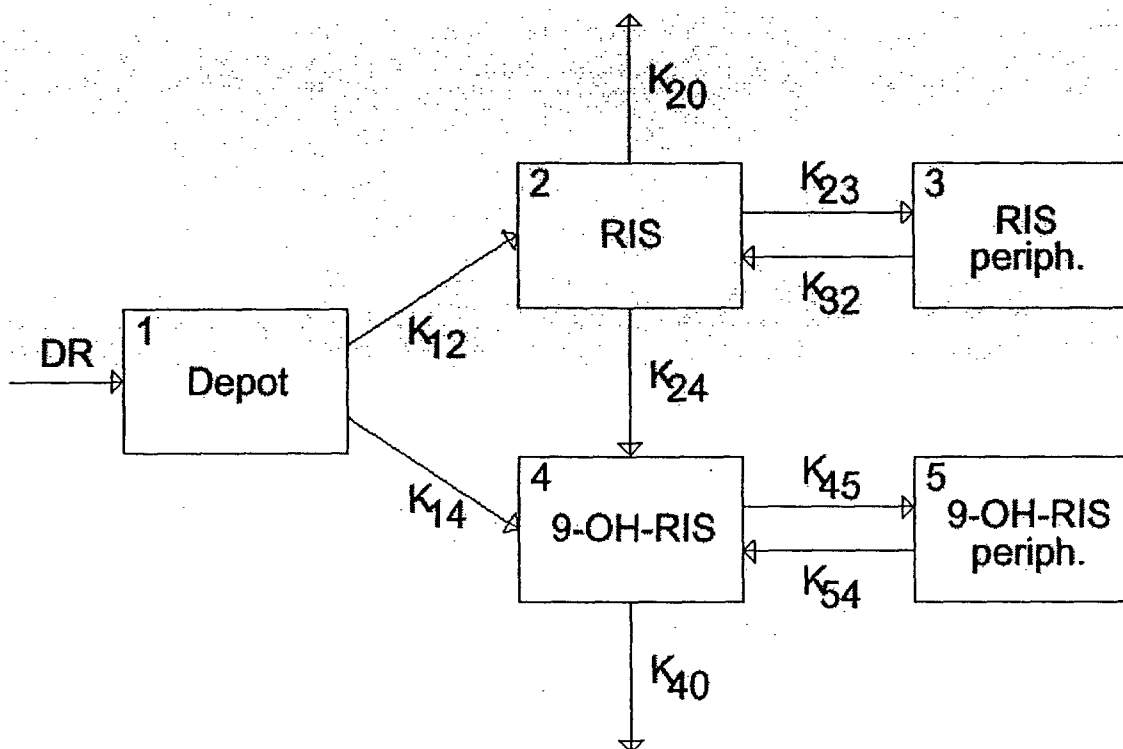 K20
2
RIS
K23
K32
3
RIS
periph.
DR
1
Depot
K12
K14
K24
4
9-OH-RIS
K45
K54
5
9-OH-RIS
periph.
K40